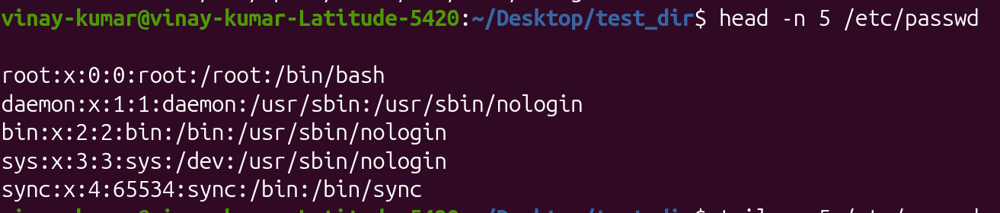 vinay-kumar@vinay-kumar-Latitude-5420:~/Desktop/test_dir$ head -n 5 /etc/passwd
root:x:0:0:root:/root:/bin/bash
daemon:x:1:1:daemon:/usr/sbin:/usr/sbin/nologin
bin:x:2:2:bin:/bin:/usr/sbin/nologin
sys:x:3:3:sys:/dev:/usr/sbin/nologin
sync:x:4:65534:sync:/bin:/bin/sync